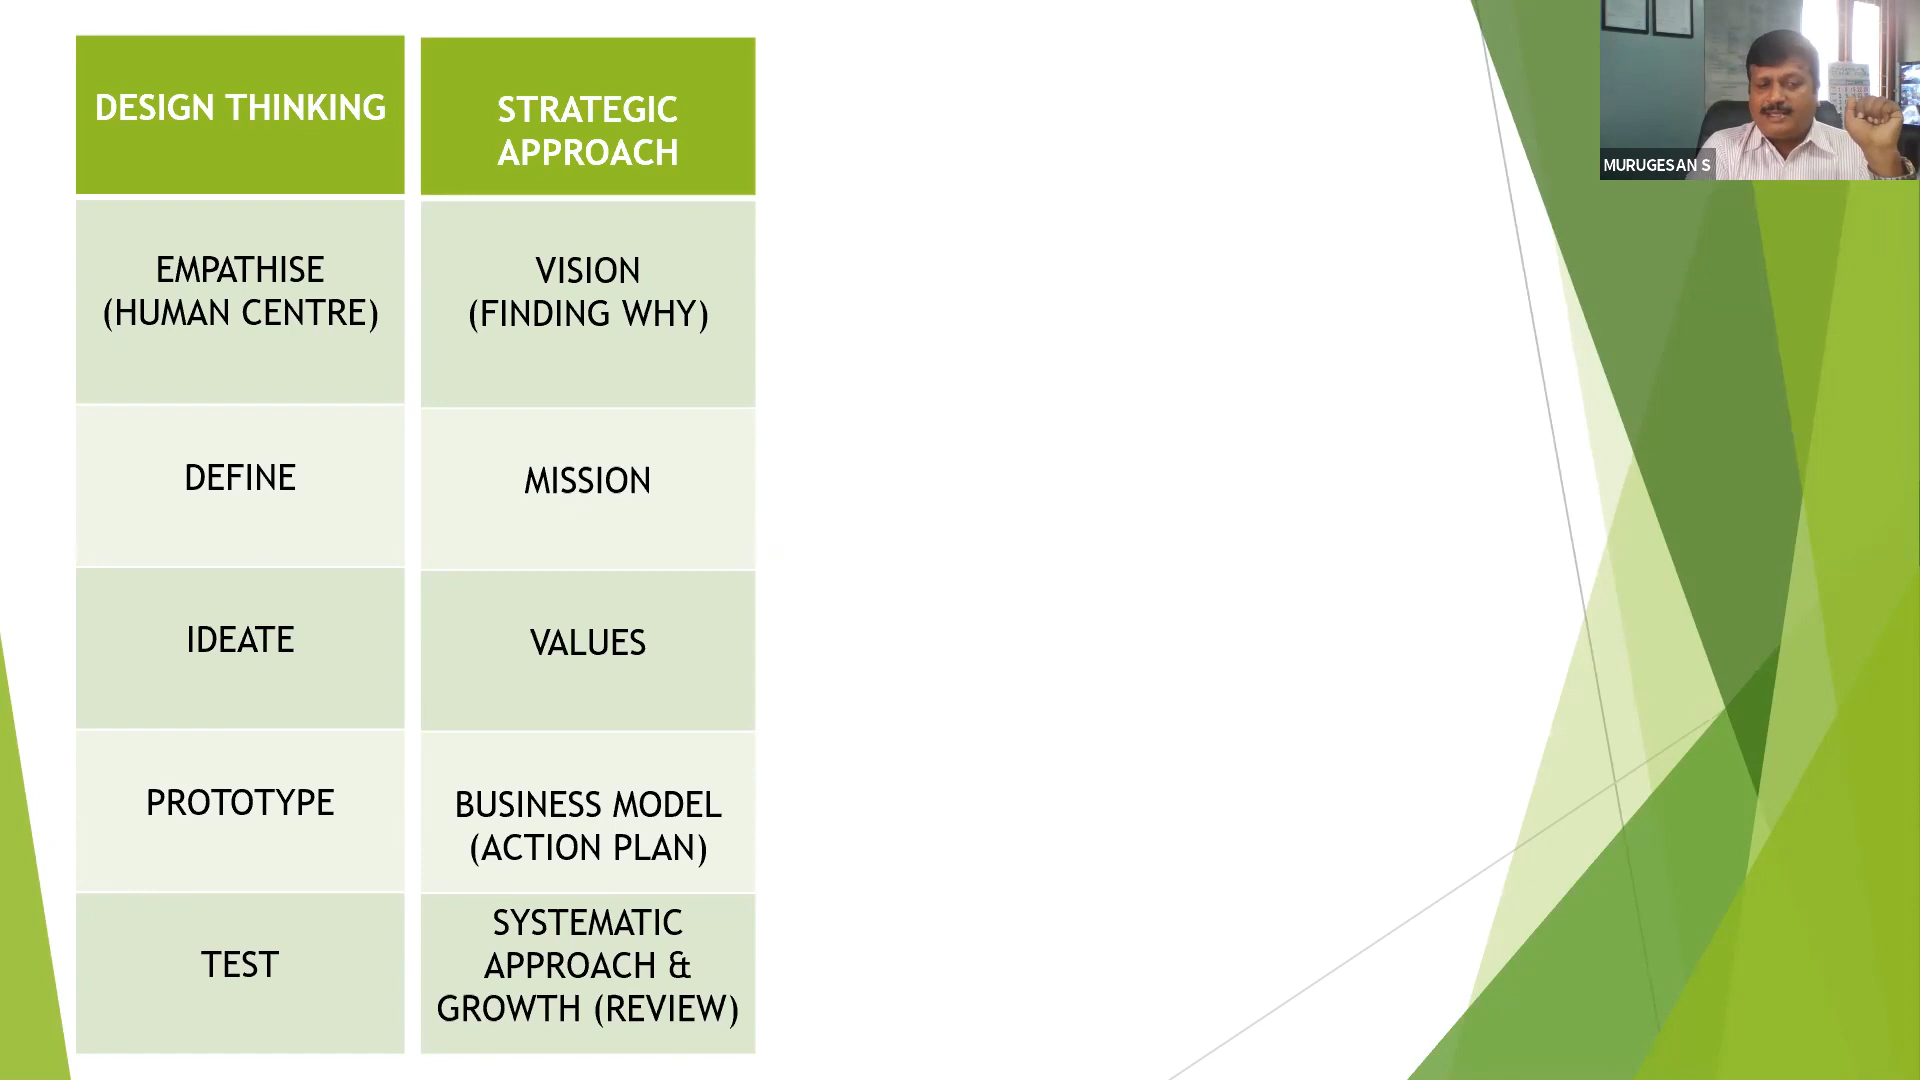 DESIGN THINKING
STRATEGIC
APPROACH
EMPATHISE
(HUMAN CENTRE)
VISION
(FINDING WHY)
DEFINE
MISSION
IDEATE
VALUES
PROTOTYPE
BUSINESS MODEL
(ACTION PLAN)
TEST
SYSTEMATIC
APPROACH &
GROWTH (REVIEW)
MURUGESAN S